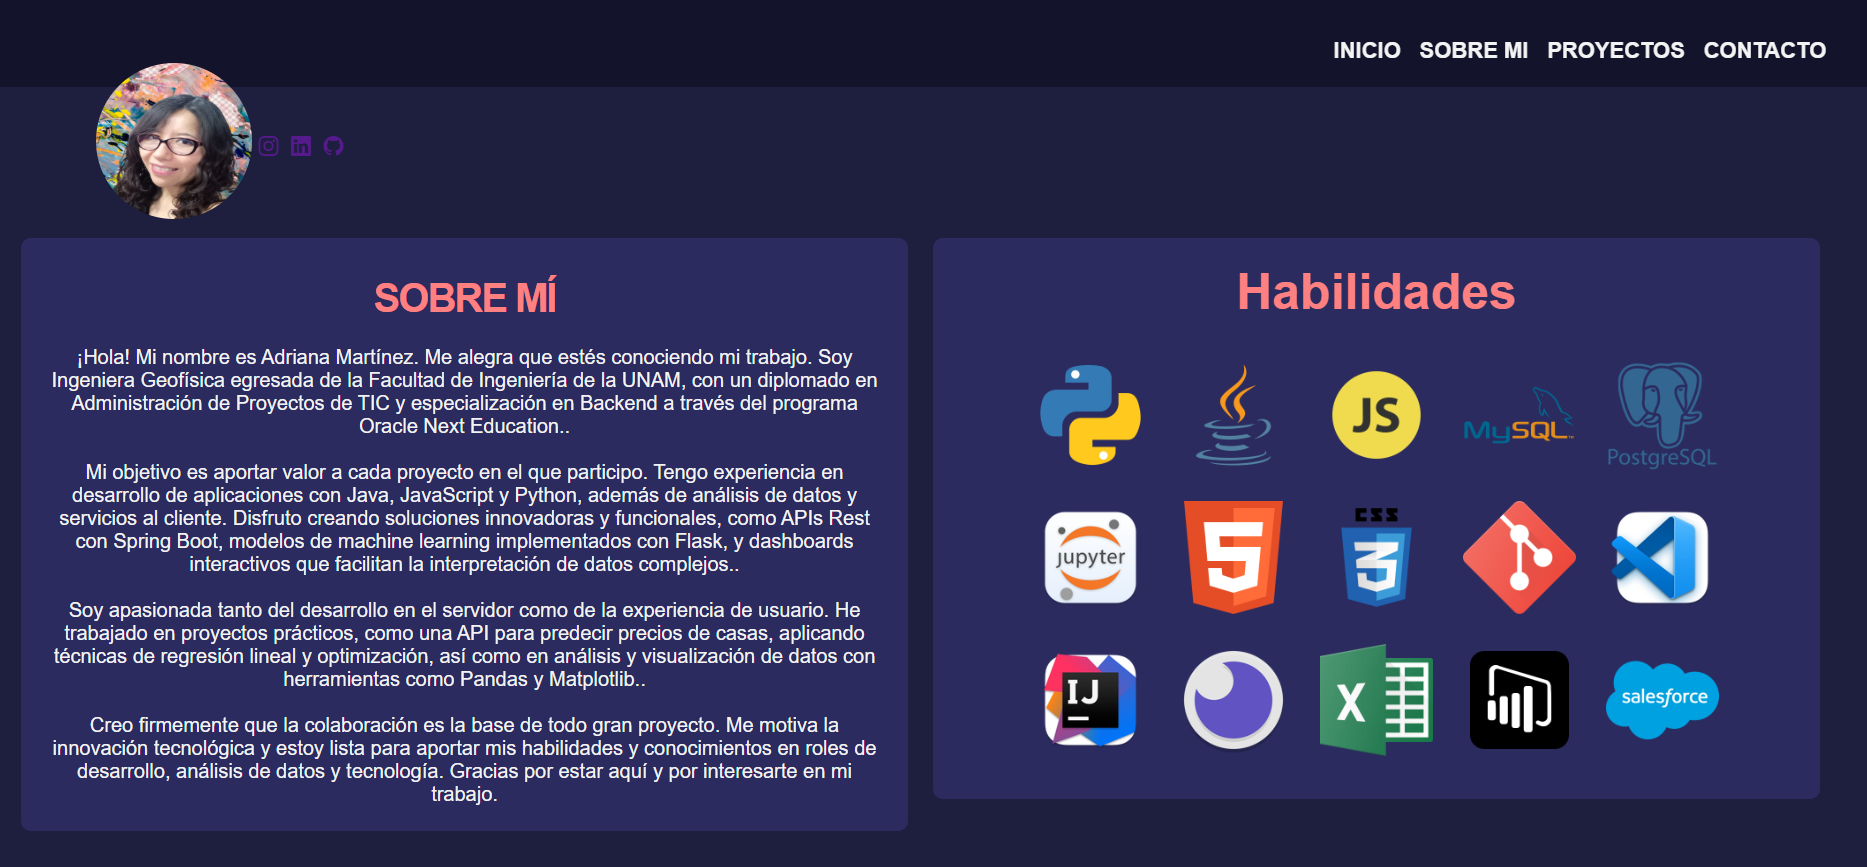 INICIO SOBRE MI PROYECTOS CONTACTO
SOBRE MÍ
¡Hola! Mi nombre es Adriana Martínez. Me alegra que estés conociendo mi trabajo. Soy
Ingeniera Geofísica egresada de la Facultad de Ingeniería de la UNAM, con un diplomado en
Administración de Proyectos de TIC y especialización en Backend a través del programa
Oracle Next Education..
Mi objetivo es aportar valor a cada proyecto en el que participo. Tengo experiencia en
desarrollo de aplicaciones con Java, JavaScript y Python, además de análisis de datos y
servicios al cliente. Disfruto creando soluciones innovadoras y funcionales, como APIs Rest
con Spring Boot, modelos de machine learning implementados con Flask, y dashboards
interactivos que facilitan la interpretación de datos complejos..
Soy apasionada tanto del desarrollo en el servidor como de la experiencia de usuario. He
trabajado en proyectos prácticos, como una API para predecir precios de casas, aplicando
técnicas de regresión lineal y optimización, así como en análisis y visualización de datos con
herramientas como Pandas y Matplotlib..
Creo firmemente que la colaboración es la base de todo gran proyecto. Me motiva la
innovación tecnológica y estoy lista para aportar mis habilidades y conocimientos en roles de
desarrollo, análisis de datos y tecnología. Gracias por estar aquí y por interesarte en mi
trabajo.
Habilidades
JS
MySQL™
PostgreSQL
jupyter
5
CSS
3
IJ
X
salesforce